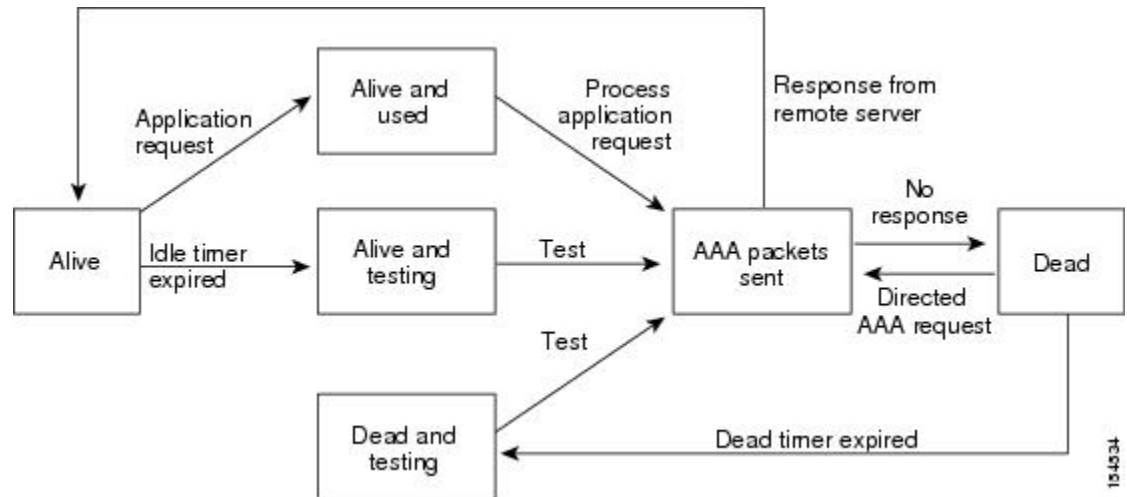 Alive and
used
Process
application
request
Response from
remote server
Application
request
No
response
Alive
Idle timer
expired
Alive and
testing
Test
AAA packets
sent
Dead
Directed
AAA request
Test
Dead and
testing
Dead timer expired
154534